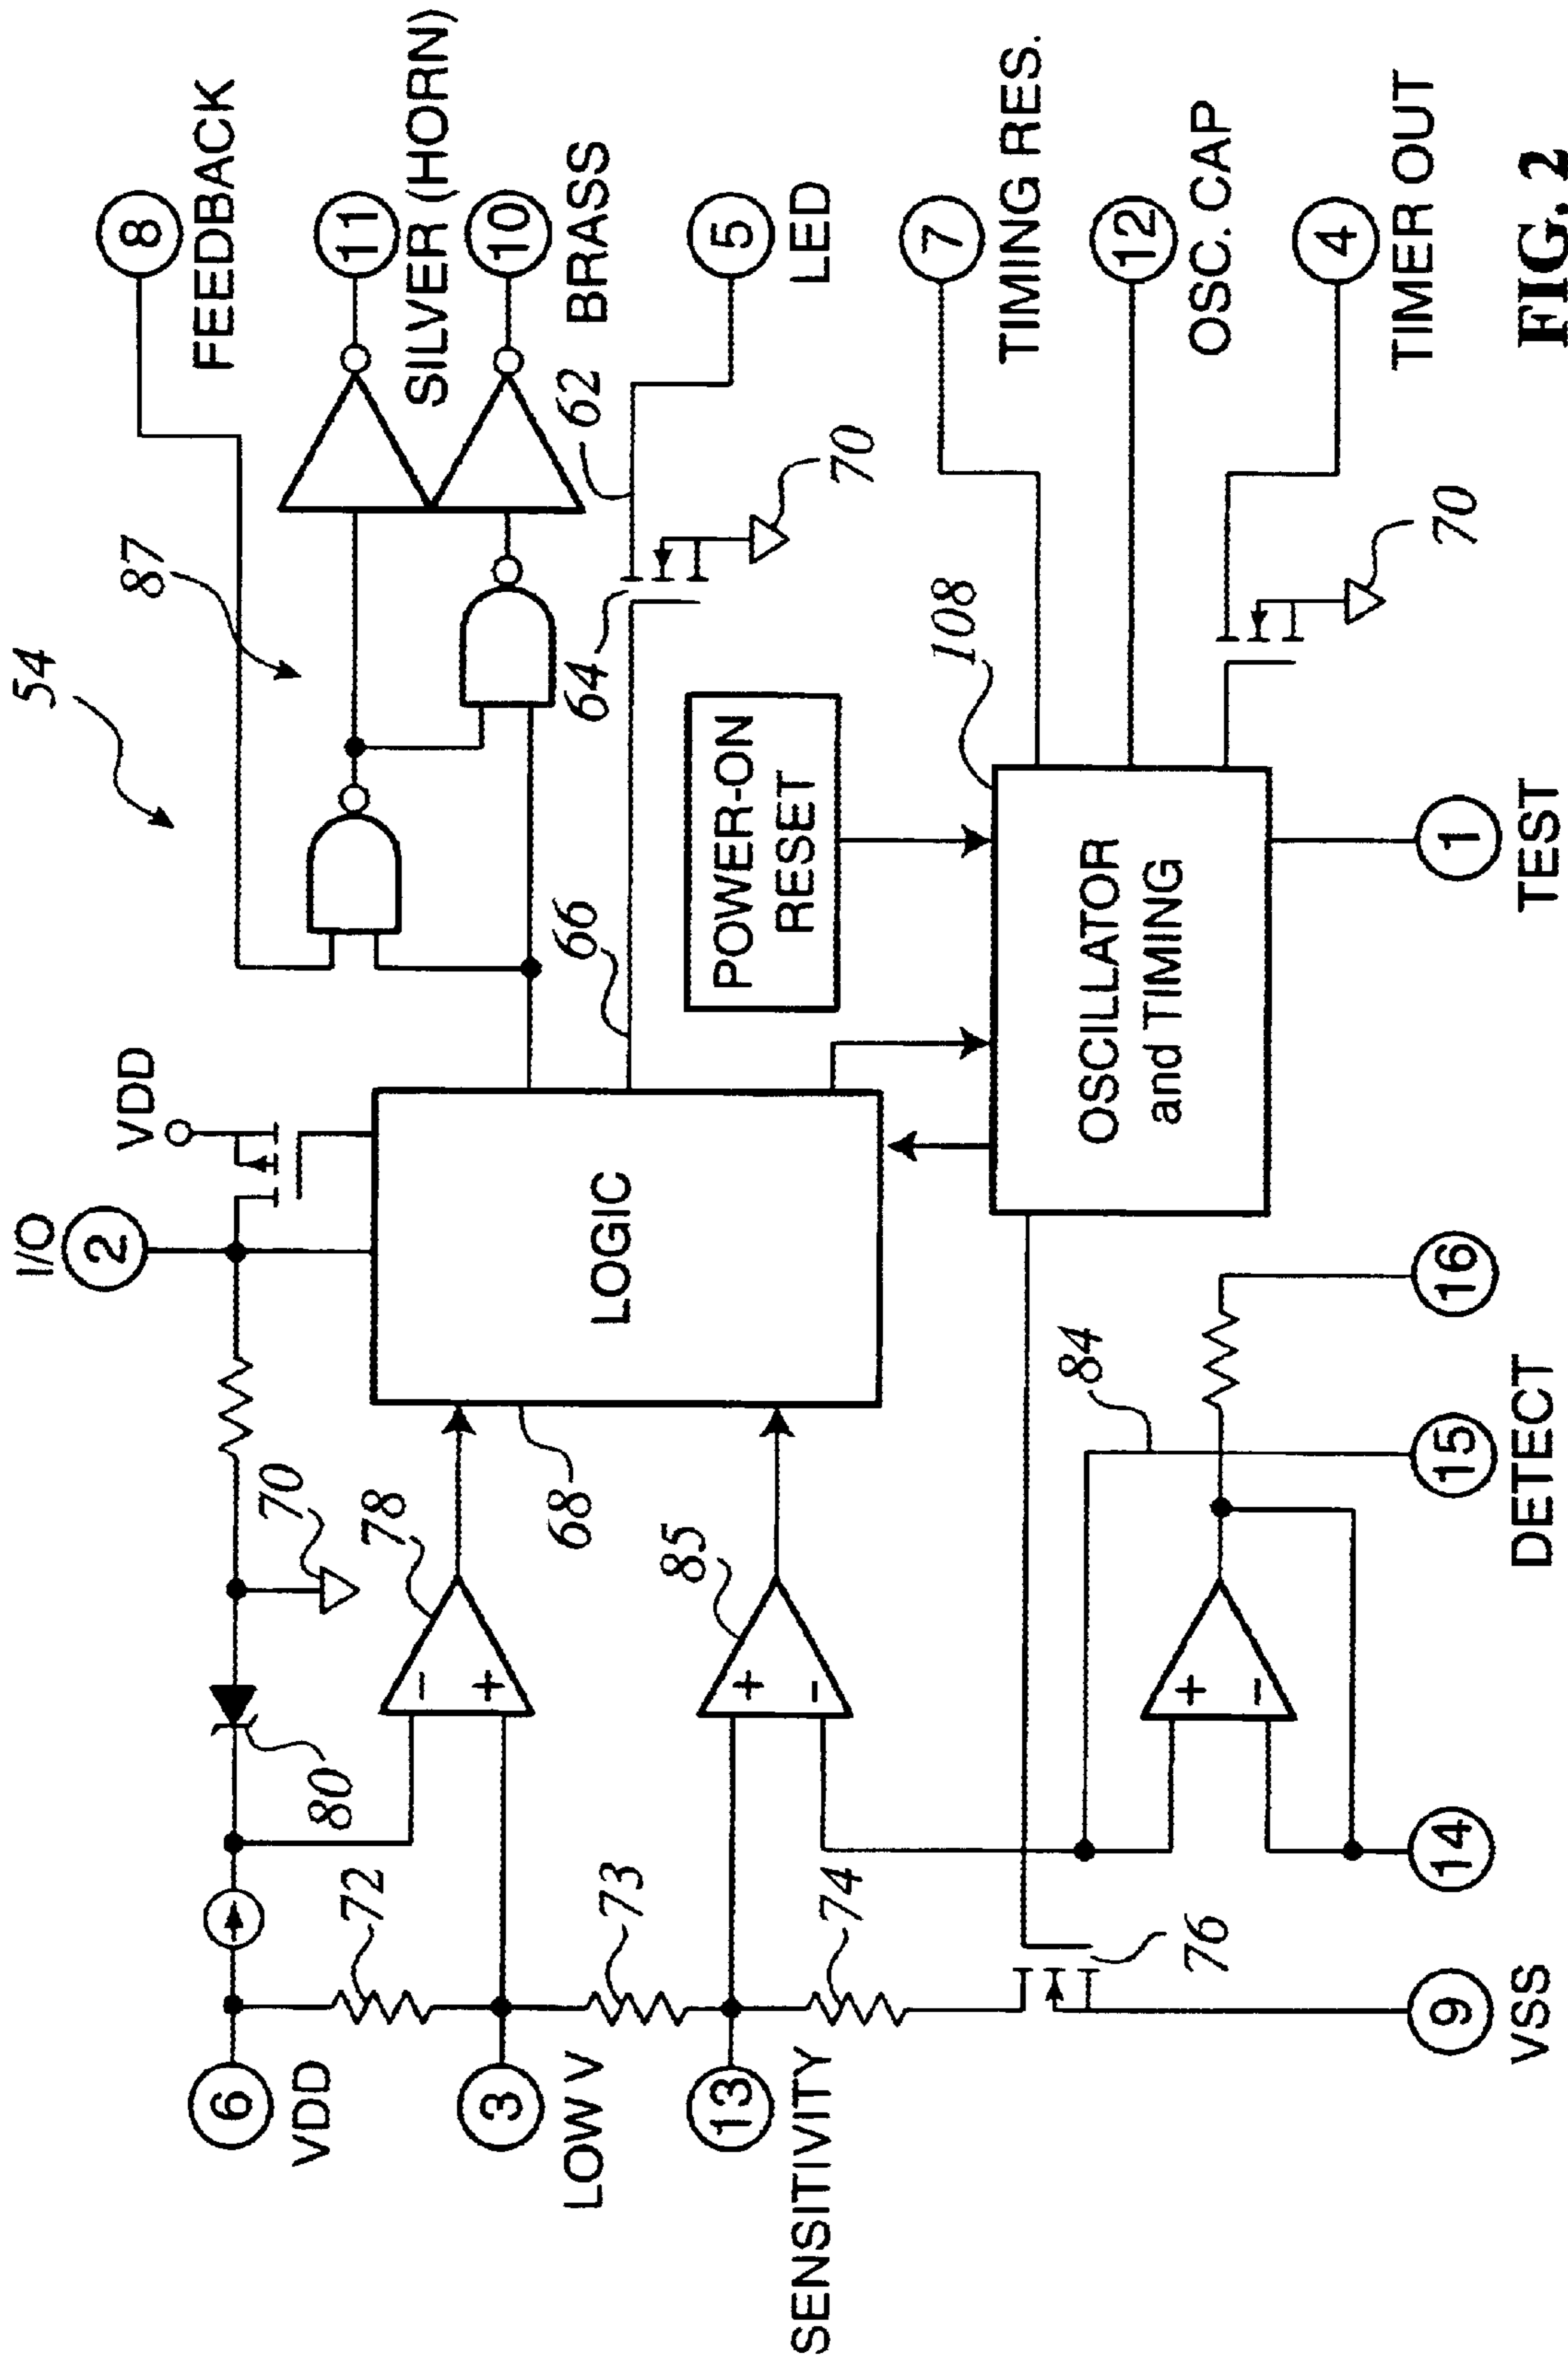 54
87
8
FEEDBACK
I/O
2
VDD
11
SILVER (HORN)
10
BRASS
62
5
LED
64
70
66
6
VDD
80
70
72
78
68
LOGIC
3
LOW V
73
85
13
SENSITIVITY
74
POWER-ON
RESET
108
7
TIMING RES.
OSCILLATOR
and TIMING
12
OSC. CAP
70
4
TIMER OUT
84
76
9
VSS
14
15
16
DETECT
1
TEST
+
−
−
+
+
−
FIG. 2